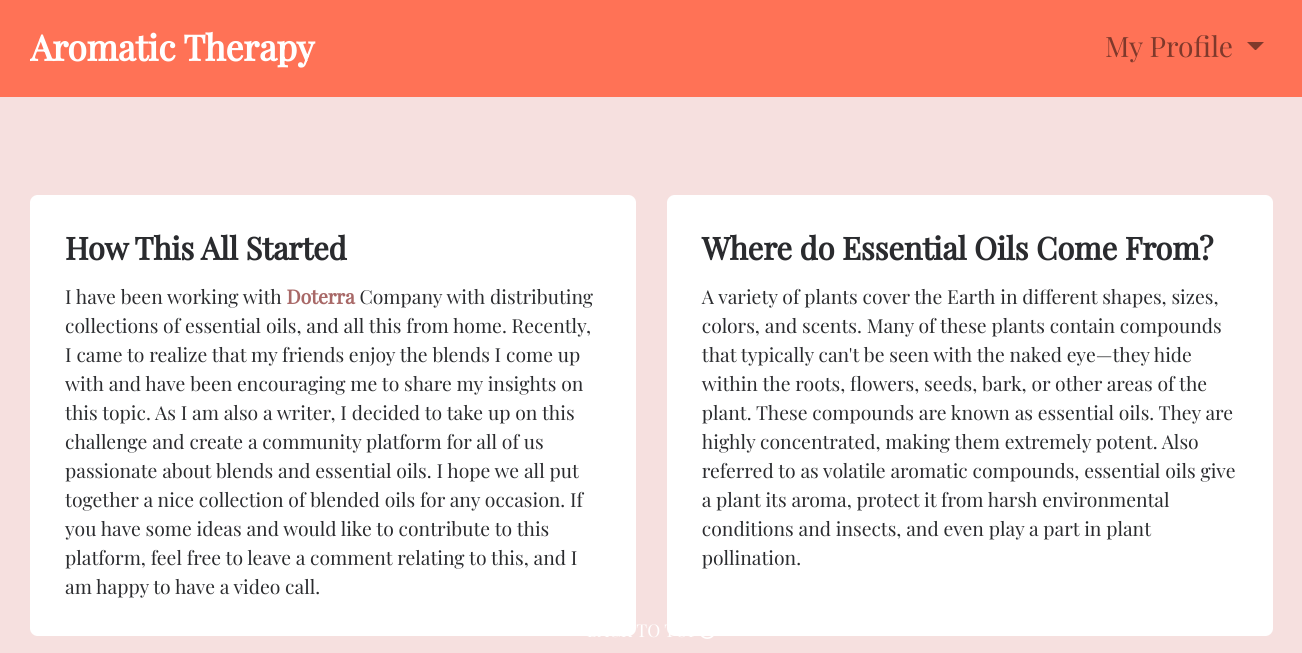 Aromatic Therapy
My Profile
How This All Started
I have been working with Doterra Company with distributing
collections of essential oils, and all this from home. Recently,
I came to realize that my friends enjoy the blends I come up
with and have been encouraging me to share my insights on
this topic. As I am also a writer, I decided to take up on this
challenge and create a community platform for all of us
passionate about blends and essential oils. I hope we all put
together a nice collection of blended oils for any occasion. If
you have some ideas and would like to contribute to this
platform, feel free to leave a comment relating to this, and I
am happy to have a video call.
Where do Essential Oils Come From?
A variety of plants cover the Earth in different shapes, sizes,
colors, and scents. Many of these plants contain compounds
that typically can't be seen with the naked eye—they hide
within the roots, flowers, seeds, bark, or other areas of the
plant. These compounds are known as essential oils. They are
highly concentrated, making them extremely potent. Also
referred to as volatile aromatic compounds, essential oils give
a plant its aroma, protect it from harsh environmental
conditions and insects, and even play a part in plant
pollination.
TO